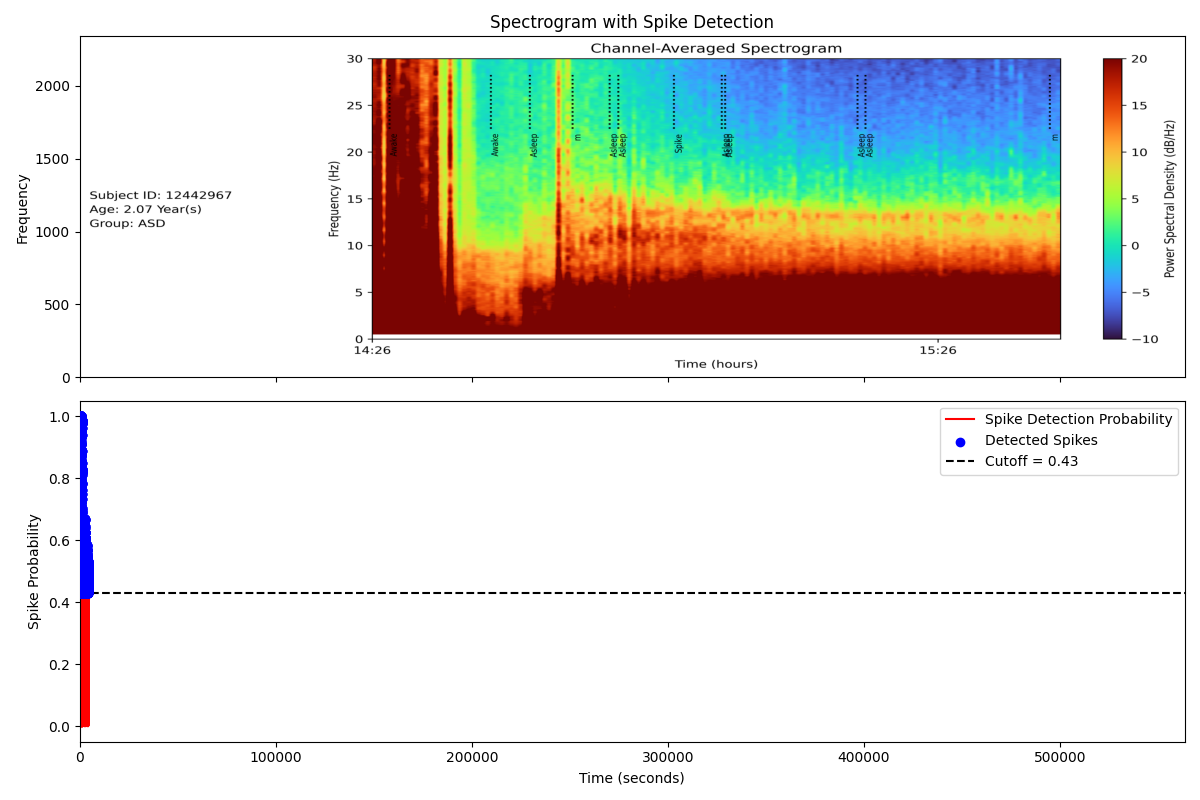 Spectrogram with Spike Detection
Channel-Averaged Spectrogram
Frequency
2000
1500
1000
500
0
Subject ID: 12442967
Age: 2.07 Year(s)
Group: ASD
Frequency (Hz)
30
25
20
15
10
5
0
Awake
Awake
Asleep
m
Asleep
Asleep
Spike
Asleep
Asleep
Asleep
Asleep
m
14:26
15:26
Time (hours)
20
15
10
5
0
−5
−10
Power Spectral Density (dB/Hz)
Spike Probability
1.0
0.8
0.6
0.4
0.2
0.0
Spike Detection Probability
Detected Spikes
Cutoff = 0.43
0
100000
200000
300000
400000
500000
Time (seconds)